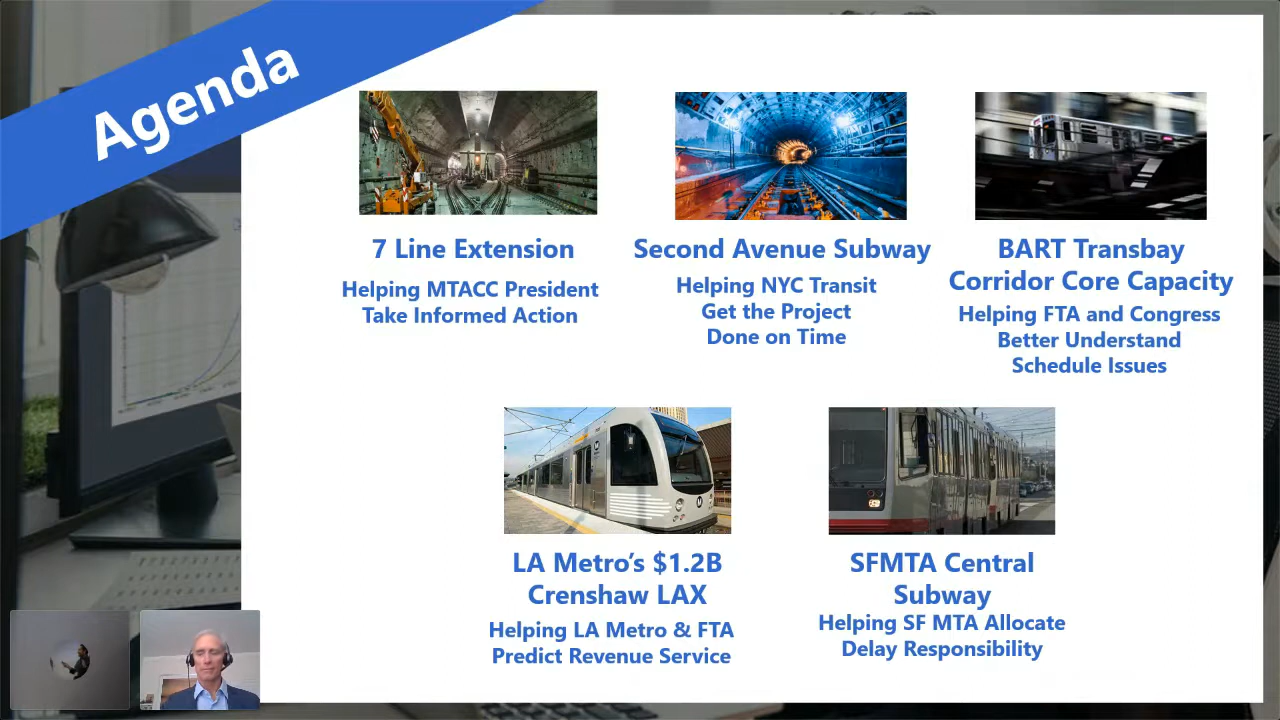 Agenda
7 Line Extension
Helping MTACC President
Take Informed Action
Second Avenue Subway
Helping NYC Transit
Get the Project
Done on Time
BART Transbay
Corridor Core Capacity
Helping FTA and Congress
Better Understand
Schedule Issues
LA Metro’s $1.2B
Crenshaw LAX
Helping LA Metro & FTA
Predict Revenue Service
SFMTA Central
Subway
Helping SF MTA Allocate
Delay Responsibility